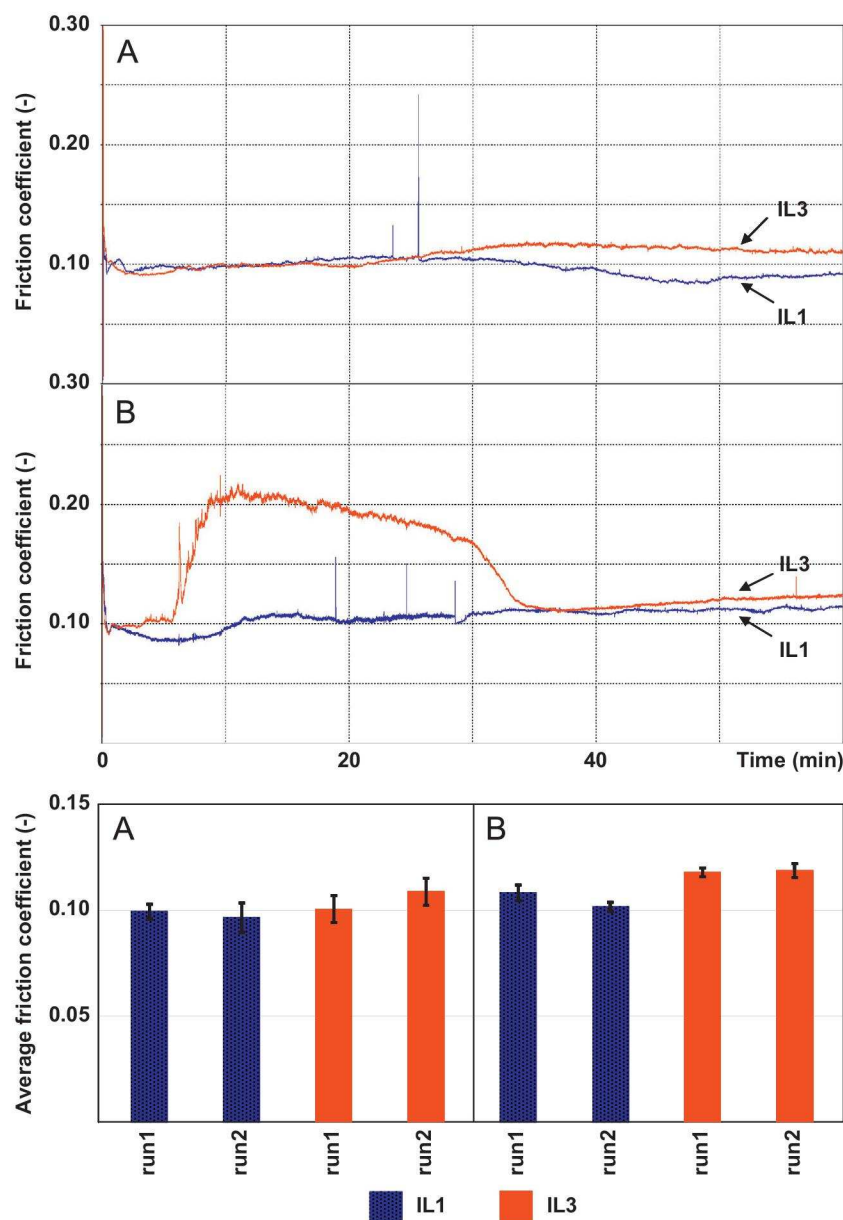 0.30
A
Friction coefficient (-)
0.20
IL3
0.10
IL1
0.30
B
Friction coefficient (-)
0.20
IL3
0.10
IL1
0 20 40 Time (min)
0.15
A B
Average friction coefficient (-)
0.10
0.05
run1 run2 run1 run2 run1 run2 run1 run2
IL1 IL3